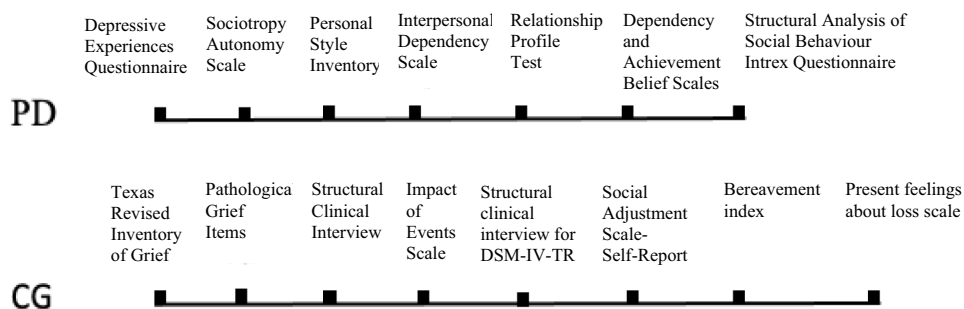 Depressive
Experiences
Questionnaire
Sociotropy
Autonomy
Scale
Personal
Style
Inventory
Interpersonal
Dependency
Scale
Relationship
Profile
Test
Dependency
and
Achievement
Belief Scales
Structural Analysis of
Social Behaviour
Intrex Questionnaire
PD
Texas
Revised
Inventory
of Grief
Pathologica
Grief
Items
Structural
Clinical
Interview
Impact
of
Events
Scale
Structural
clinical
interview for
DSM-IV-TR
Social
Adjustment
Scale-
Self-Report
Bereavement
index
Present feelings
about loss scale
CG